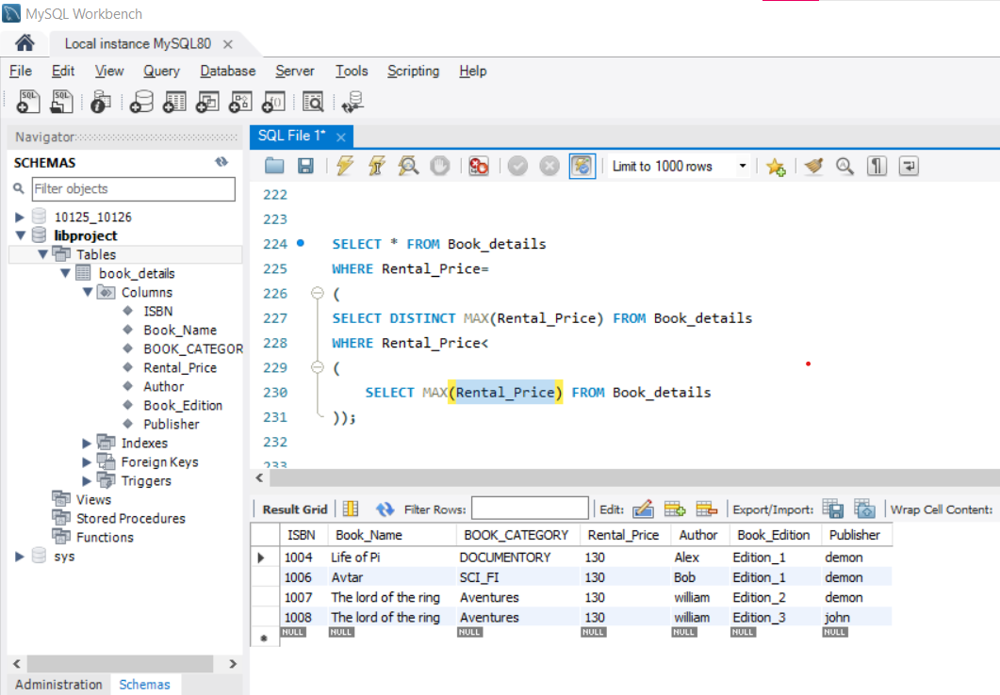 MySQL Workbench
Local instance MySQL80
File Edit View Query Database Server Tools Scripting Help
Navigator
SQL File 1*
SCHEMAS
Limit to 1000 rows
Filter objects
10125_10126
libproject
Tables
book_details
Columns
ISBN
Book_Name
BOOK_CATEGOR
Rental_Price
Author
Book_Edition
Publisher
Indexes
Foreign Keys
Triggers
Views
Stored Procedures
Functions
sys
Administration Schemas
222
223
224 SELECT * FROM Book_details
225 WHERE Rental_Price=
226 (
227 SELECT DISTINCT MAX(Rental_Price) FROM Book_details
228 WHERE Rental_Price<
229 (
230 SELECT MAX(Rental_Price) FROM Book_details
231 ));
232
233
Result Grid Filter Rows: Edit: Export/Import: Wrap Cell Content:
ISBN Book_Name BOOK_CATEGORY Rental_Price Author Book_Edition Publisher
1004 Life of Pi DOCUMENTORY 130 Alex Edition_1 demon
1006 Avtar SCI_FI 130 Bob Edition_1 demon
1007 The lord of the ring Aventures 130 william Edition_2 demon
1008 The lord of the ring Aventures 130 william Edition_3 john
NULL NULL NULL NULL NULL NULL NULL